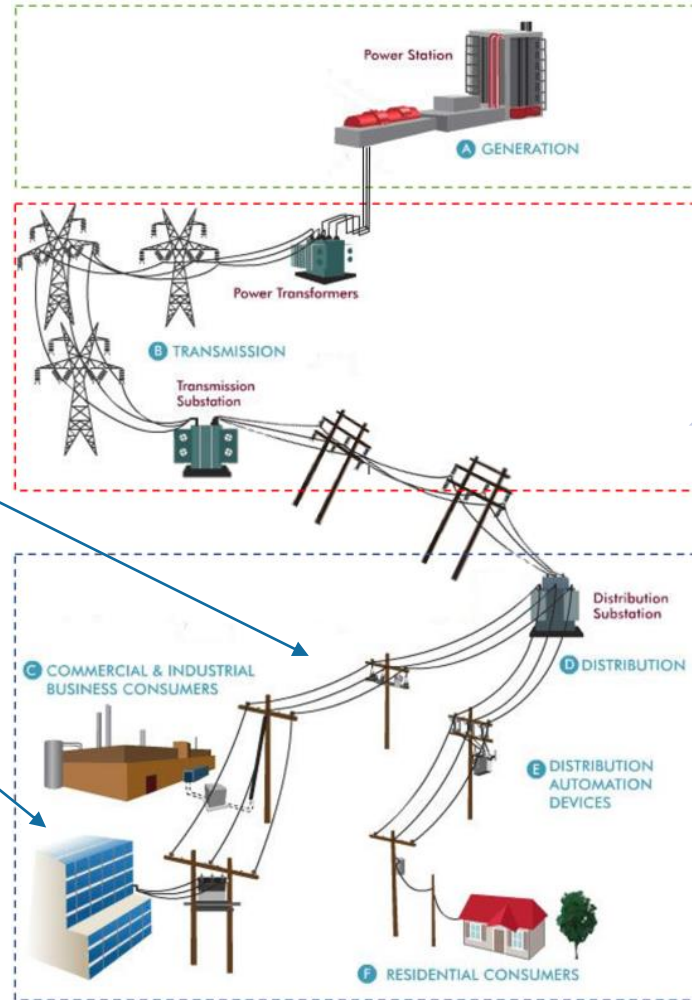 Power Station
A GENERATION
Power Transformers
B TRANSMISSION
Transmission
Substation
Distribution
Substation
C COMMERCIAL & INDUSTRIAL
BUSINESS CONSUMERS
D DISTRIBUTION
E DISTRIBUTION
AUTOMATION
DEVICES
F RESIDENTIAL CONSUMERS